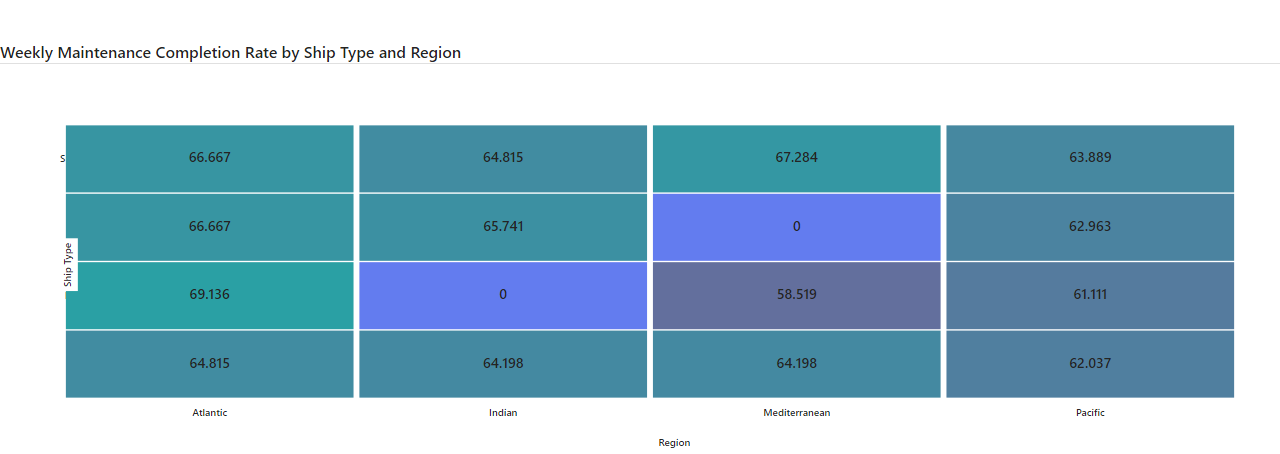 Weekly Maintenance Completion Rate by Ship Type and Region
66.667 64.815 67.284 63.889
66.667 65.741 0 62.963
Ship Type
69.136 0 58.519 61.111
64.815 64.198 64.198 62.037
Atlantic Indian Mediterranean Pacific
Region